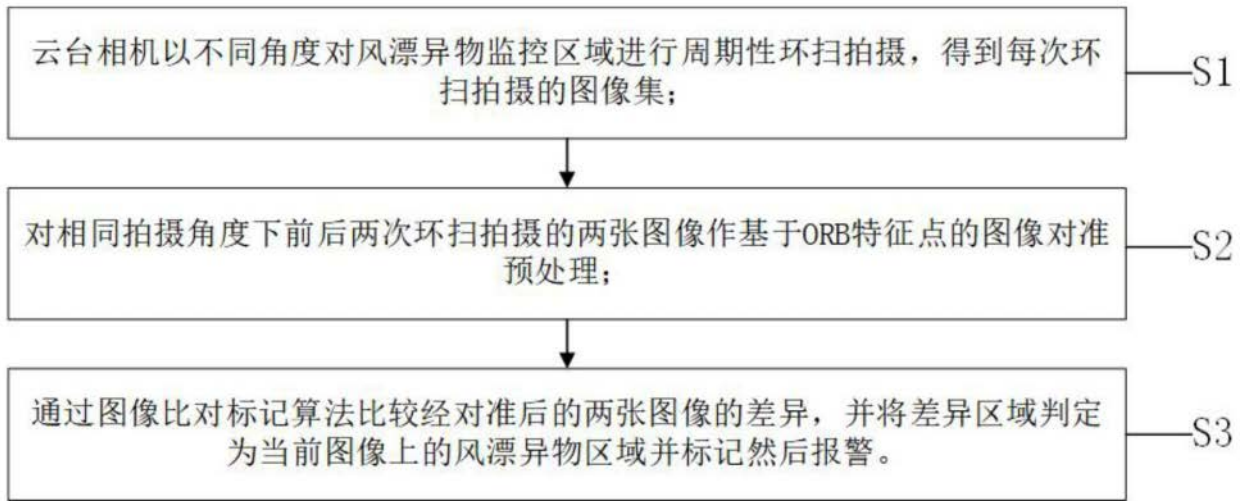 云台相机以不同角度对风漂异物监控区域进行周期性环扫拍摄，得到每次环
扫拍摄的图像集；
S1
对相同拍摄角度下前后两次环扫拍摄的两张图像作基于ORB特征点的图像对准
预处理；
S2
通过图像比对标记算法比较经对准后的两张图像的差异，并将差异区域判定
为当前图像上的风漂异物区域并标记然后报警。
S3